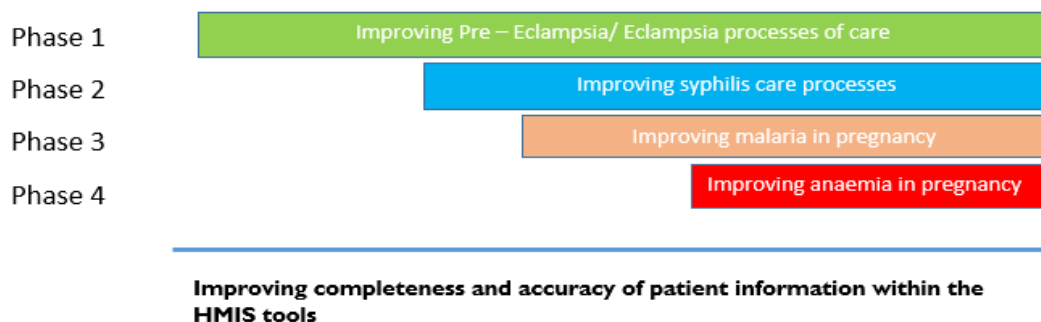 Phase 1
Improving Pre – Eclampsia/ Eclampsia processes of care
Phase 2
Improving syphilis care processes
Phase 3
Improving malaria in pregnancy
Phase 4
Improving anaemia in pregnancy
Improving completeness and accuracy of patient information within the
HMIS tools